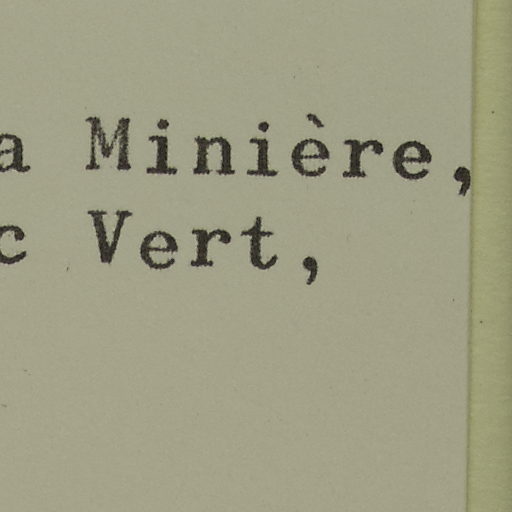 a Minière,
c Vert,